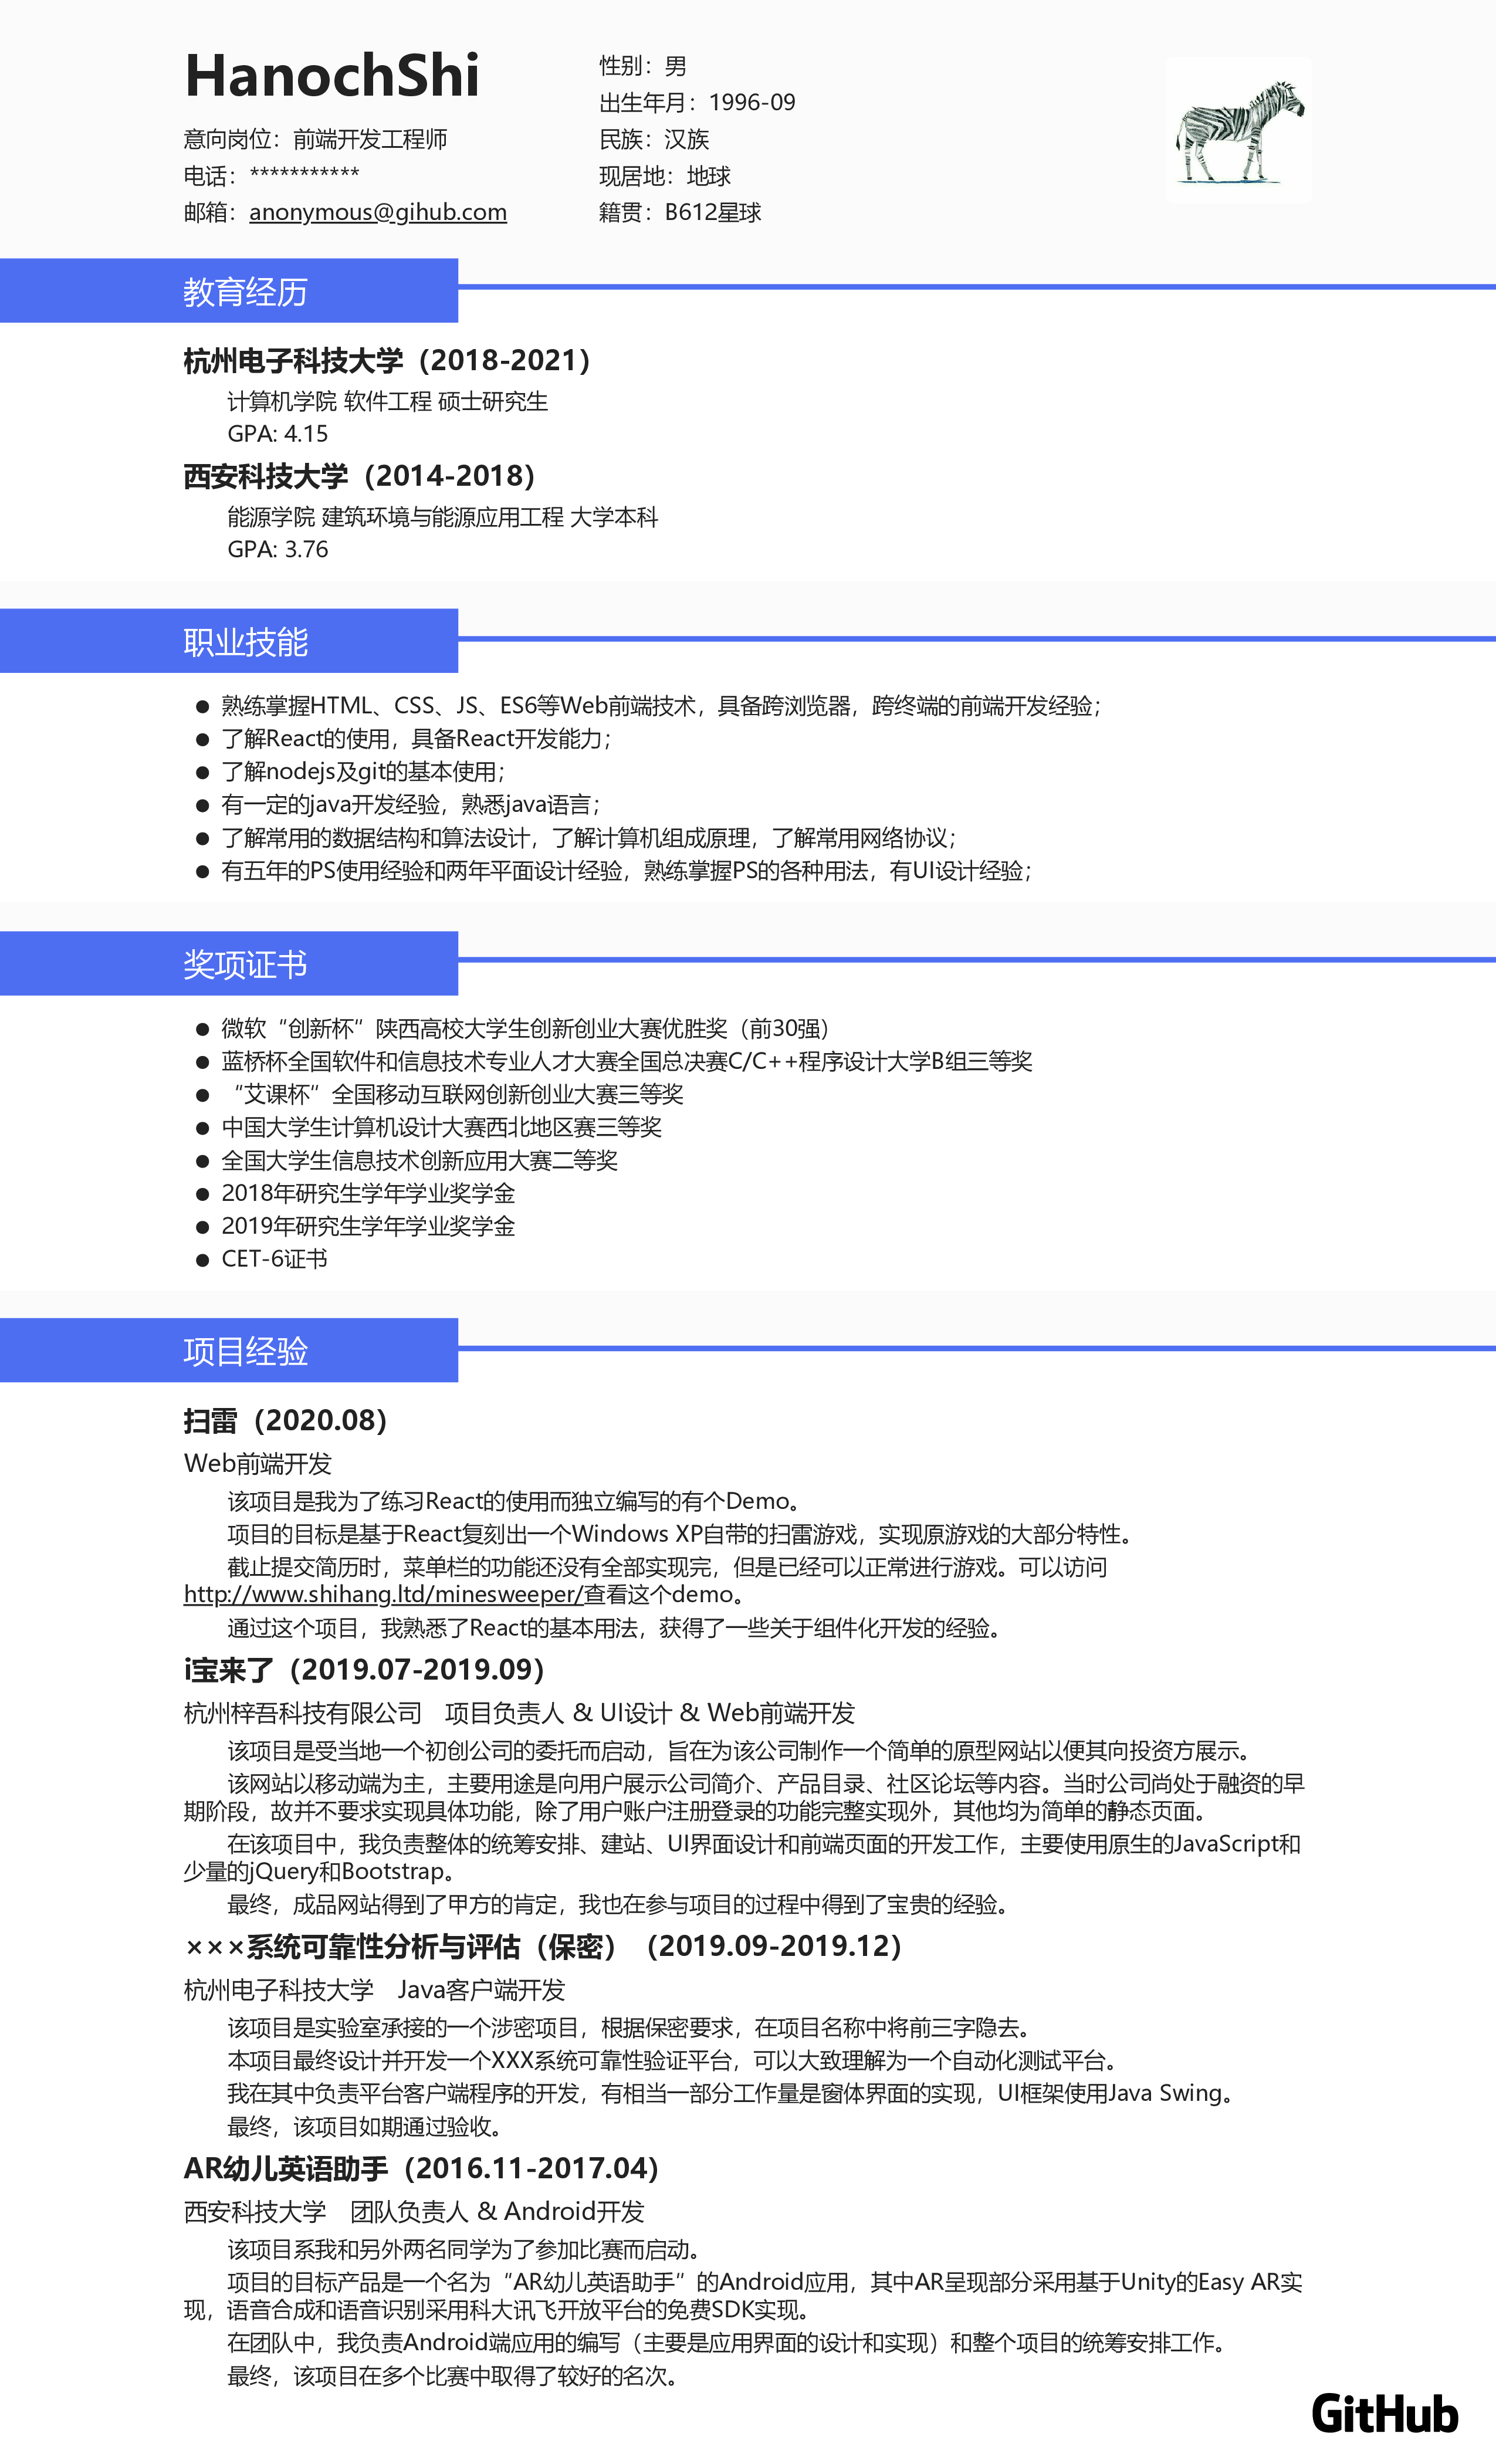 HanochShi
意向岗位：前端开发工程师
电话：***********
邮箱：anonymous@gihub.com
性别：男
出生年月：1996-09
民族：汉族
现居地：地球
籍贯：B612星球
教育经历
杭州电子科技大学（2018-2021）
计算机学院 软件工程 硕士研究生
GPA: 4.15
西安科技大学（2014-2018）
能源学院 建筑环境与能源应用工程 大学本科
GPA: 3.76
职业技能
● 熟练掌握HTML、CSS、JS、ES6等Web前端技术，具备跨浏览器，跨终端的前端开发经验；
● 了解React的使用，具备React开发能力；
● 了解nodejs及git的基本使用；
● 有一定的java开发经验，熟悉java语言；
● 了解常用的数据结构和算法设计，了解计算机组成原理，了解常用网络协议；
● 有五年的PS使用经验和两年平面设计经验，熟练掌握PS的各种用法，有UI设计经验；
奖项证书
● 微软“创新杯”陕西高校大学生创新创业大赛优胜奖（前30强）
● 蓝桥杯全国软件和信息技术专业人才大赛全国总决赛C/C++程序设计大学B组三等奖
● “艾课杯”全国移动互联网创新创业大赛三等奖
● 中国大学生计算机设计大赛西北地区赛三等奖
● 全国大学生信息技术创新应用大赛二等奖
● 2018年研究生学年学业奖学金
● 2019年研究生学年学业奖学金
● CET-6证书
项目经验
扫雷（2020.08）
Web前端开发
该项目是我为了练习React的使用而独立编写的有个Demo。
项目的目标是基于React复刻出一个Windows XP自带的扫雷游戏，实现原游戏的大部分特性。
截止提交简历时，菜单栏的功能还没有全部实现完，但是已经可以正常进行游戏。可以访问
http://www.shihang.ltd/minesweeper/查看这个demo。
通过这个项目，我熟悉了React的基本用法，获得了一些关于组件化开发的经验。
i宝来了（2019.07-2019.09）
杭州梓吾科技有限公司　项目负责人 & UI设计 & Web前端开发
该项目是受当地一个初创公司的委托而启动，旨在为该公司制作一个简单的原型网站以便其向投资方展示。
该网站以移动端为主，主要用途是向用户展示公司简介、产品目录、社区论坛等内容。当时公司尚处于融资的早
期阶段，故并不要求实现具体功能，除了用户账户注册登录的功能完整实现外，其他均为简单的静态页面。
在该项目中，我负责整体的统筹安排、建站、UI界面设计和前端页面的开发工作，主要使用原生的JavaScript和
少量的jQuery和Bootstrap。
最终，成品网站得到了甲方的肯定，我也在参与项目的过程中得到了宝贵的经验。
×××系统可靠性分析与评估（保密）（2019.09-2019.12）
杭州电子科技大学　Java客户端开发
该项目是实验室承接的一个涉密项目，根据保密要求，在项目名称中将前三字隐去。
本项目最终设计并开发一个XXX系统可靠性验证平台，可以大致理解为一个自动化测试平台。
我在其中负责平台客户端程序的开发，有相当一部分工作量是窗体界面的实现，UI框架使用Java Swing。
最终，该项目如期通过验收。
AR幼儿英语助手（2016.11-2017.04）
西安科技大学　团队负责人 & Android开发
该项目系我和另外两名同学为了参加比赛而启动。
项目的目标产品是一个名为“AR幼儿英语助手”的Android应用，其中AR呈现部分采用基于Unity的Easy AR实
现，语音合成和语音识别采用科大讯飞开放平台的免费SDK实现。
在团队中，我负责Android端应用的编写（主要是应用界面的设计和实现）和整个项目的统筹安排工作。
最终，该项目在多个比赛中取得了较好的名次。
GitHub